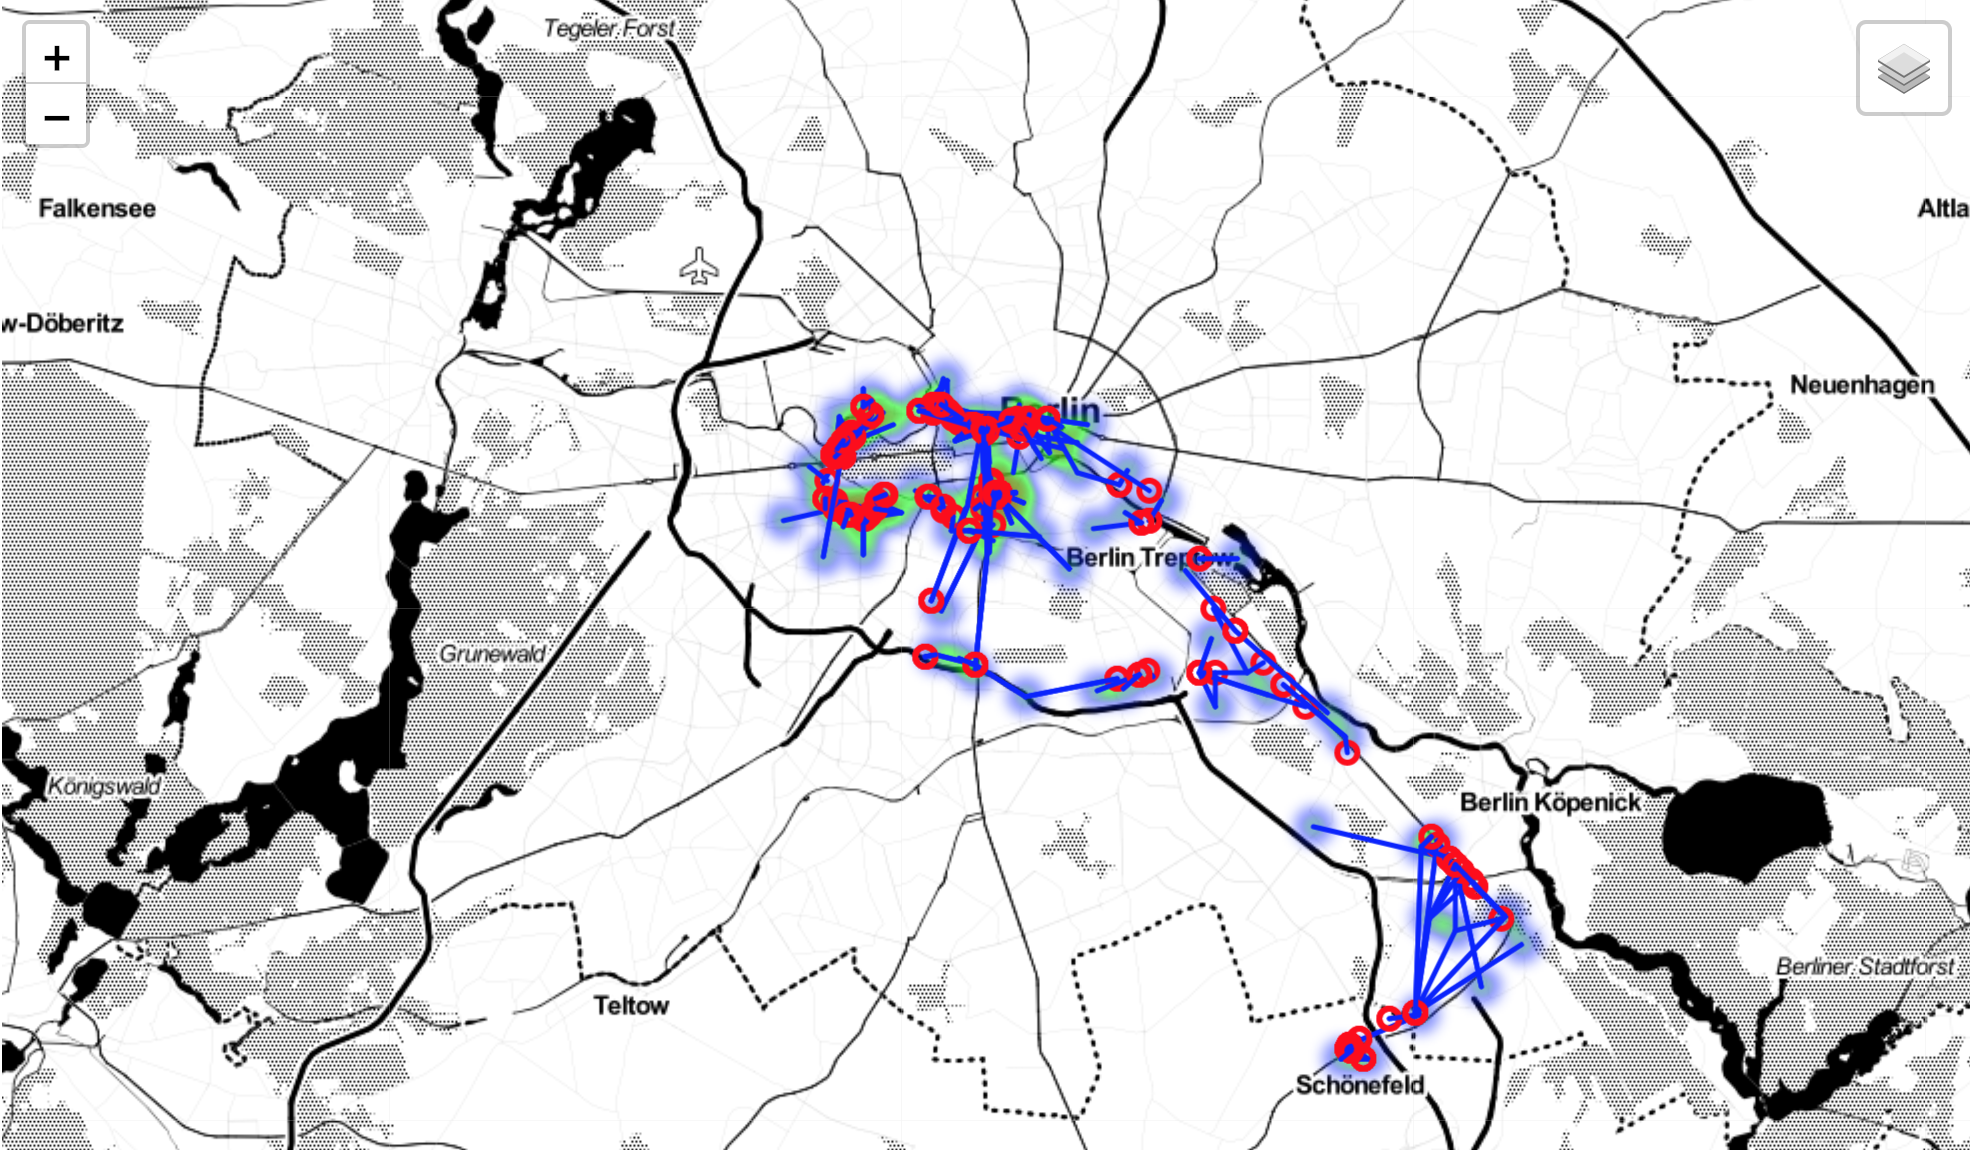 +
−
Tegeler Forst
Falkensee
Altla
w-Döberitz
Neuenhagen
Berlin
Berlin Treptow
Grunewald
Königswald
Berlin Köpenick
Berliner Stadtforst
Teltow
Schönefeld